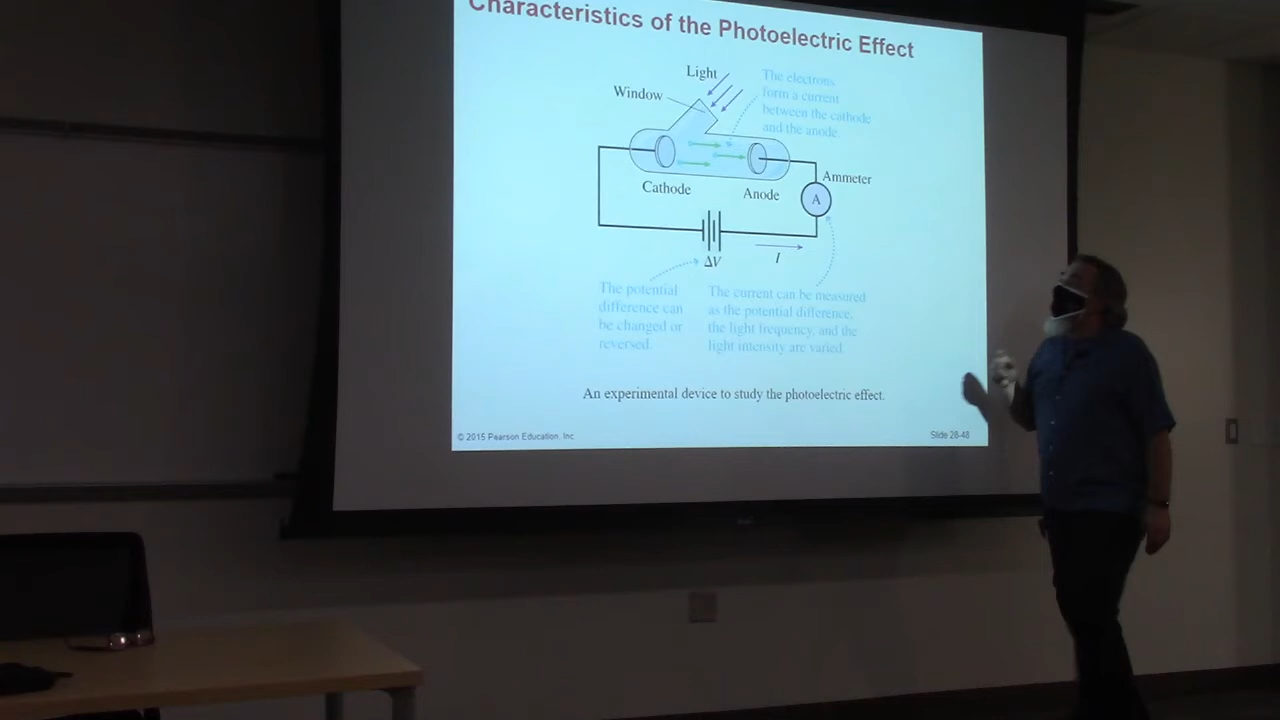 Characteristics of the Photoelectric Effect
Light
Window
The electrons
form a current
between the cathode
and the anode.
Cathode
Anode
Ammeter
A
ΔV
I
The potential
difference can
be changed or
reversed.
The current can be measured
as the potential difference,
the light frequency, and the
light intensity are varied.
An experimental device to study the photoelectric effect.
© 2015 Pearson Education, Inc.
Slide 28-48